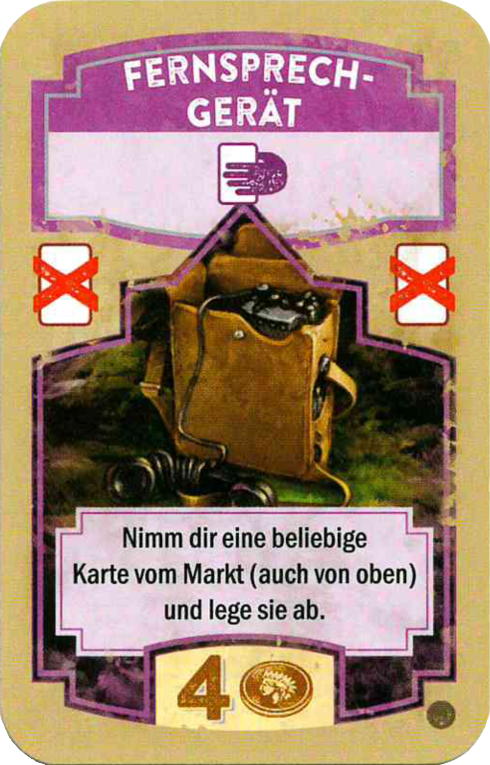 FERNSPRECH-
GERÄT
Nimm dir eine beliebige
Karte vom Markt (auch von oben)
und lege sie ab.
4